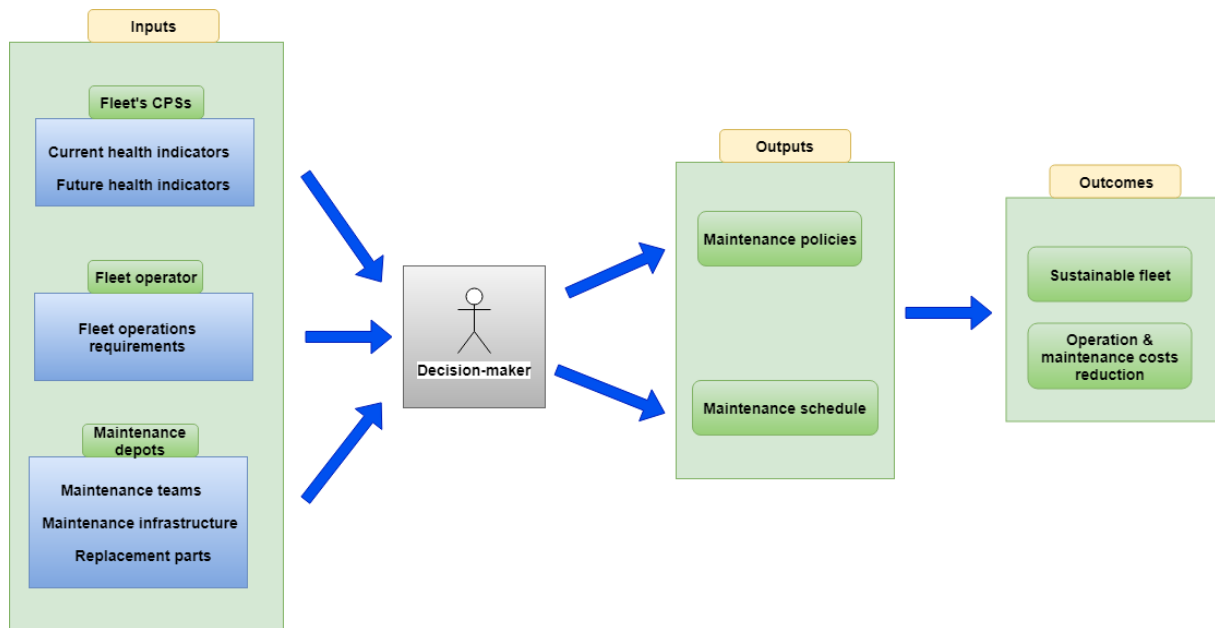 Inputs
Fleet's CPSs
Current health indicators
Future health indicators
Fleet operator
Fleet operations
requirements
Maintenance
depots
Maintenance teams
Maintenance infrastructure
Replacement parts
Decision-maker
Outputs
Maintenance policies
Maintenance schedule
Outcomes
Sustainable fleet
Operation &
maintenance costs
reduction